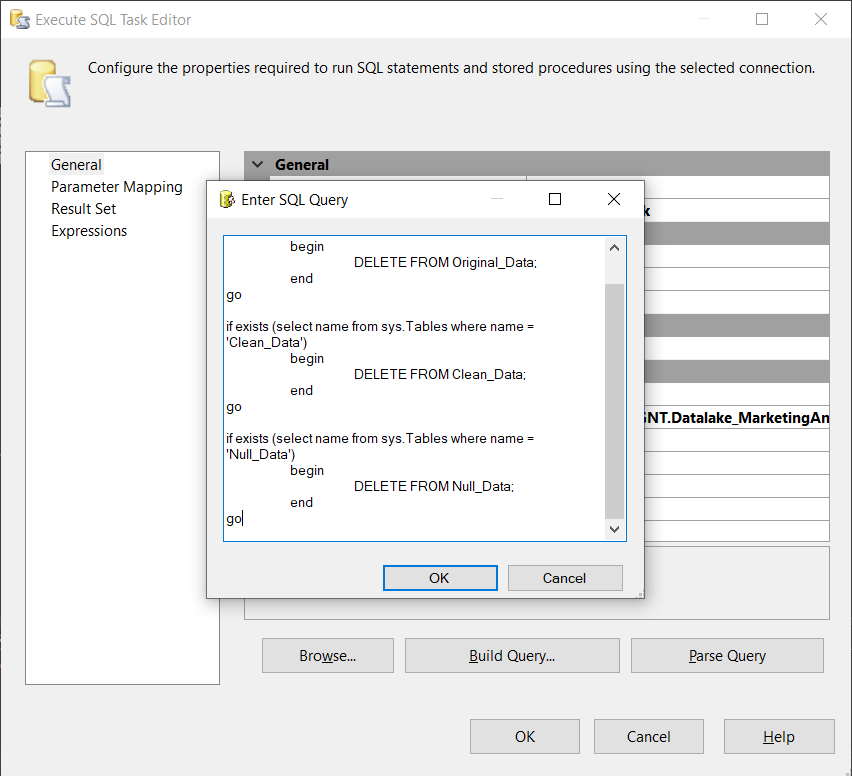 Execute SQL Task Editor
Configure the properties required to run SQL statements and stored procedures using the selected connection.
General
Parameter Mapping
Result Set
Expressions
General
Enter SQL Query
begin
DELETE FROM Original_Data;
end
go
if exists (select name from sys.Tables where name =
'Clean_Data')
begin
DELETE FROM Clean_Data;
end
go
if exists (select name from sys.Tables where name =
'Null_Data')
begin
DELETE FROM Null_Data;
end
go
OK
Cancel
k
GNT.Datalake_MarketingAn
Browse...
Build Query...
Parse Query
OK
Cancel
Help